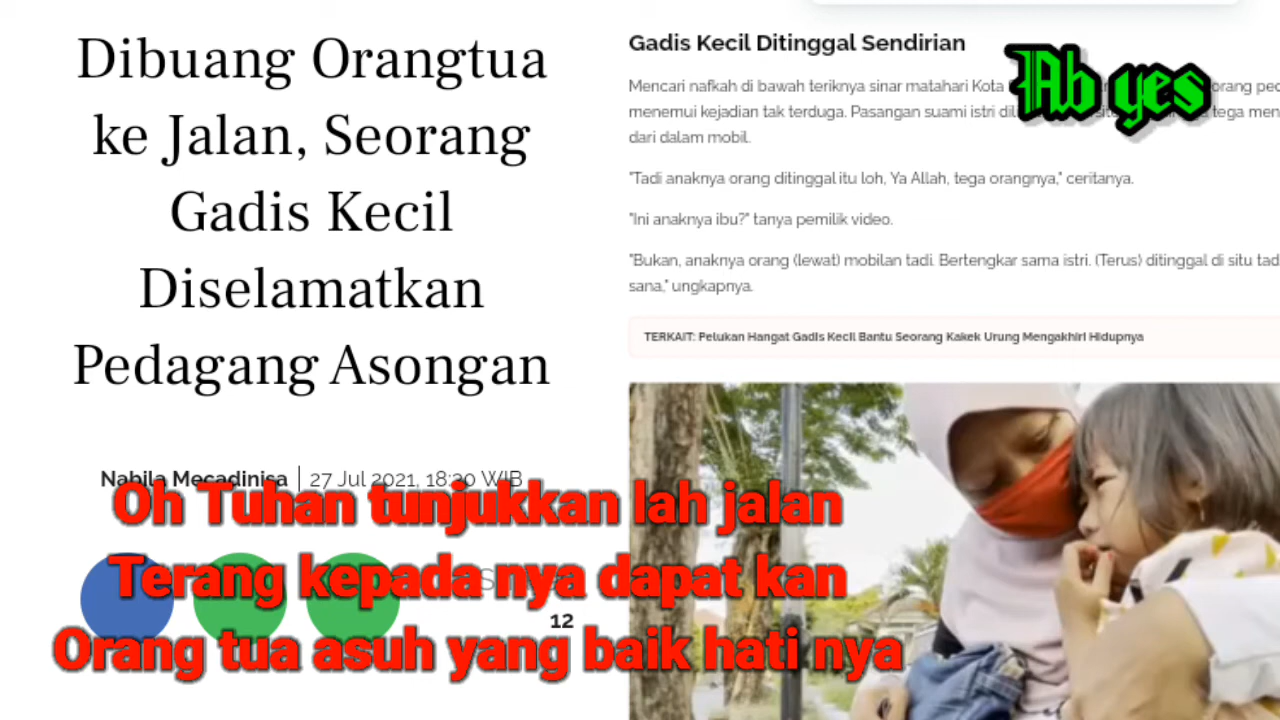 Dibuang Orangtua
ke Jalan, Seorang
Gadis Kecil
Diselamatkan
Pedagang Asongan
Nabila Mecadinisa | 27 Jul 2021, 18:30 WIB
12
Gadis Kecil Ditinggal Sendirian
Mencari nafkah di bawah teriknya sinar matahari Kota
menemui kejadian tak terduga. Pasangan suami istri tega
dari dalam mobil.
"Tadi anaknya orang ditinggal itu loh, Ya Allah, tega orangnya," ceritanya.
"Ini anaknya ibu?" tanya pemilik video.
"Bukan, anaknya orang (lewat) mobilan tadi. Bertengkar sama istri. (Terus) ditinggal di situ
sana," ungkapnya.
TERKAIT: Pelukan Hangat Gadis Kecil Bantu Seorang Kakek Urung Mengakhiri Hidupnya
Ab yes
Oh Tuhan tunjukkan lah jalan
Terang kepada nya dapat kan
Orang tua asuh yang baik hati nya